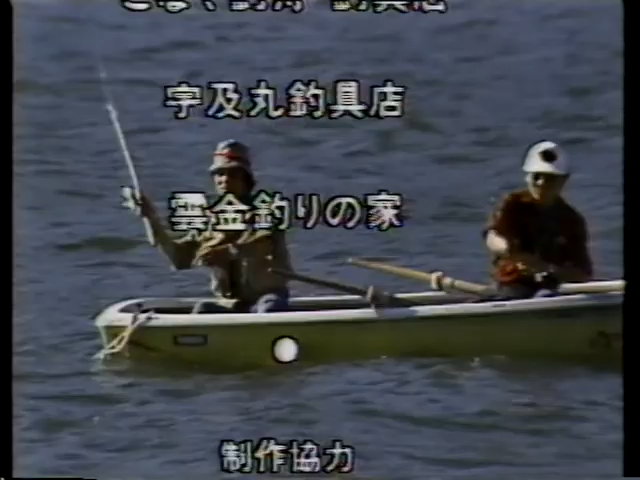 宇及丸釣具店
雲金釣りの家
制作協力